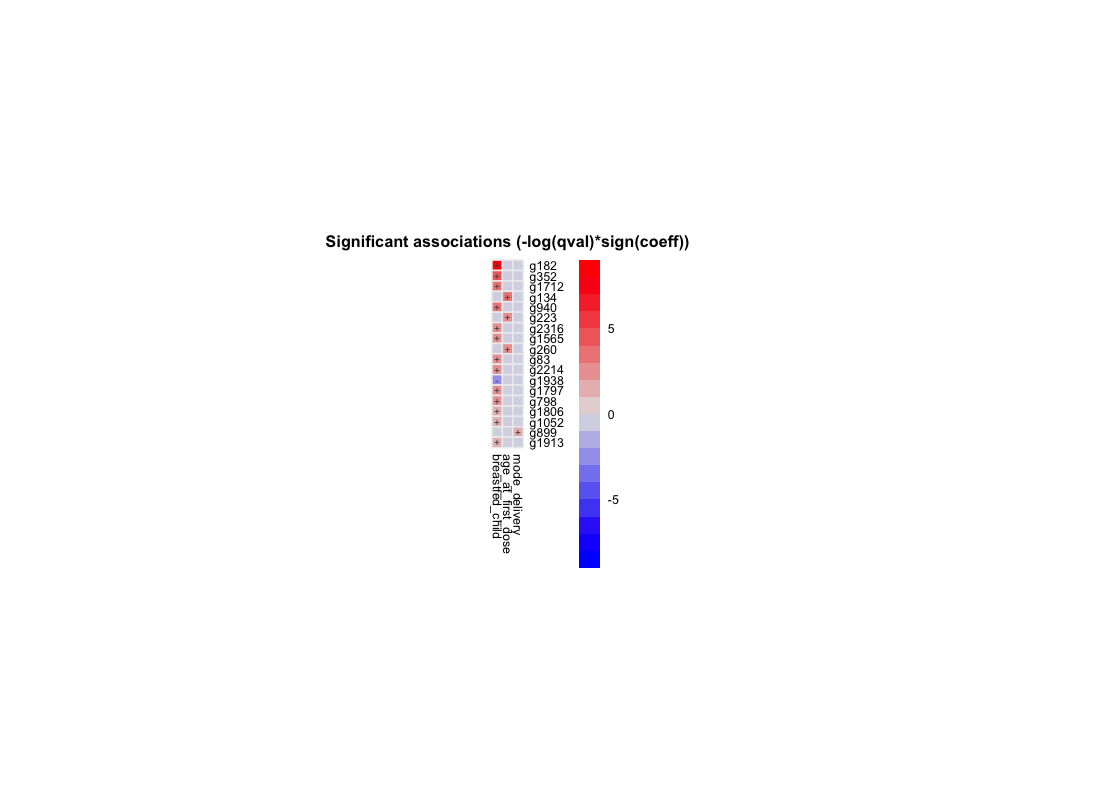 Significant associations (-log(qval)*sign(coeff))
+ g182
+ g352
+ g1712
+ g134
+ g940
+ g223
+ g2316
+ g1565
+ g260
+ g83
+ g2214
- g1938
+ g1797
+ g798
+ g1806
+ g1052
+ g899
+ g1913
5
0
-5
breastfed_child
age_at_first_dose
mode_delivery